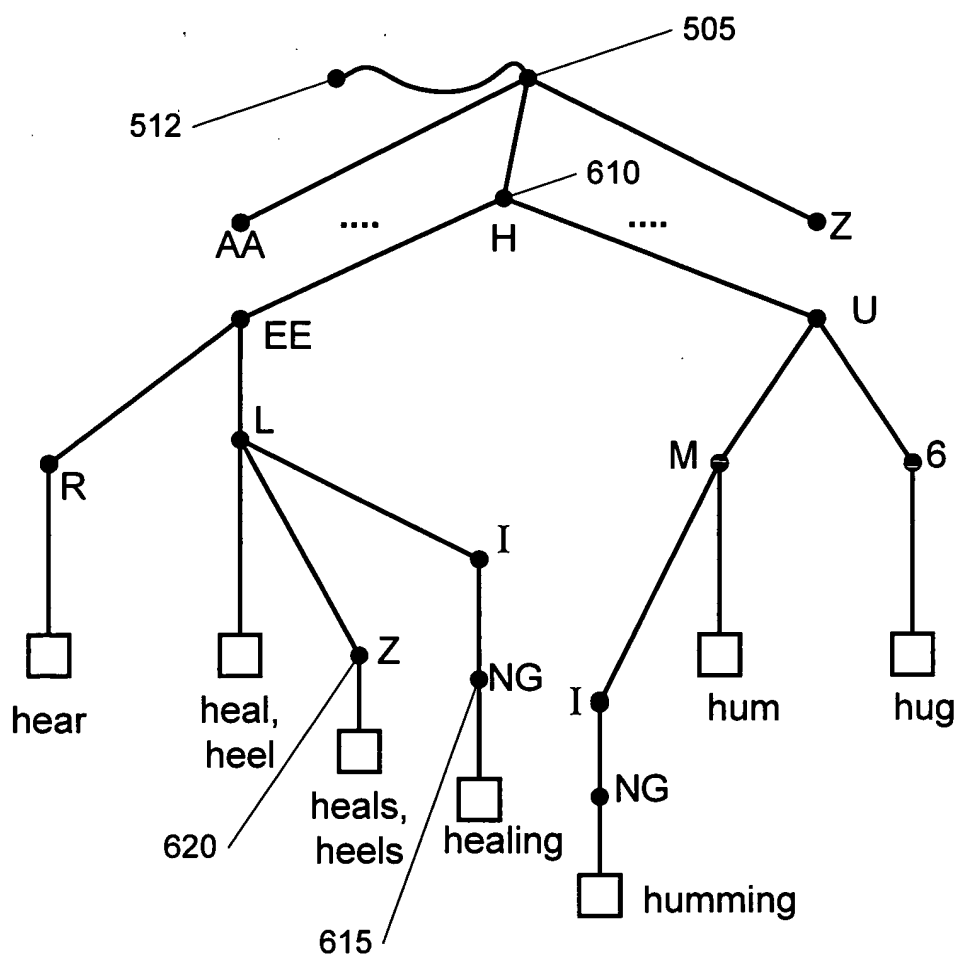 505
512
610
AA
....
H
....
Z
EE
U
L
R
M
6
I
Z
NG
I
hear
heal,
heel
hum
hug
heals,
heels
healing
NG
620
humming
615